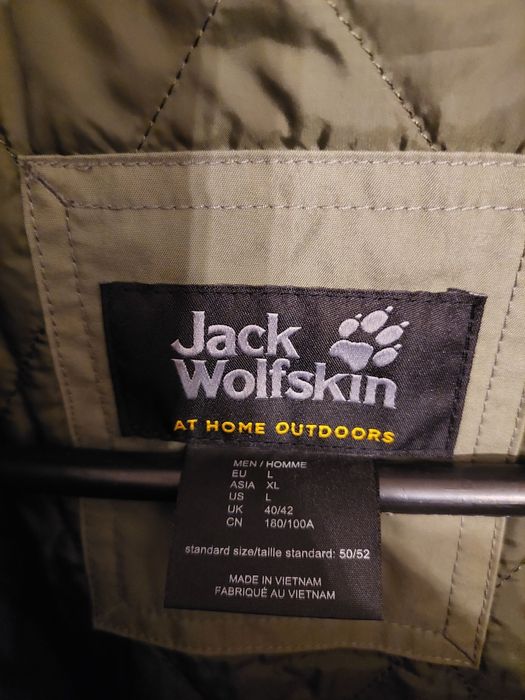 Jack
Wolfskin
AT HOME OUTDOORS
MEN / HOMME
EU L
ASIA XL
US L
UK 40/42
CN 180/100A
standard size/taille standard: 50/52
MADE IN VIETNAM
FABRIQUÉ AU VIETNAM